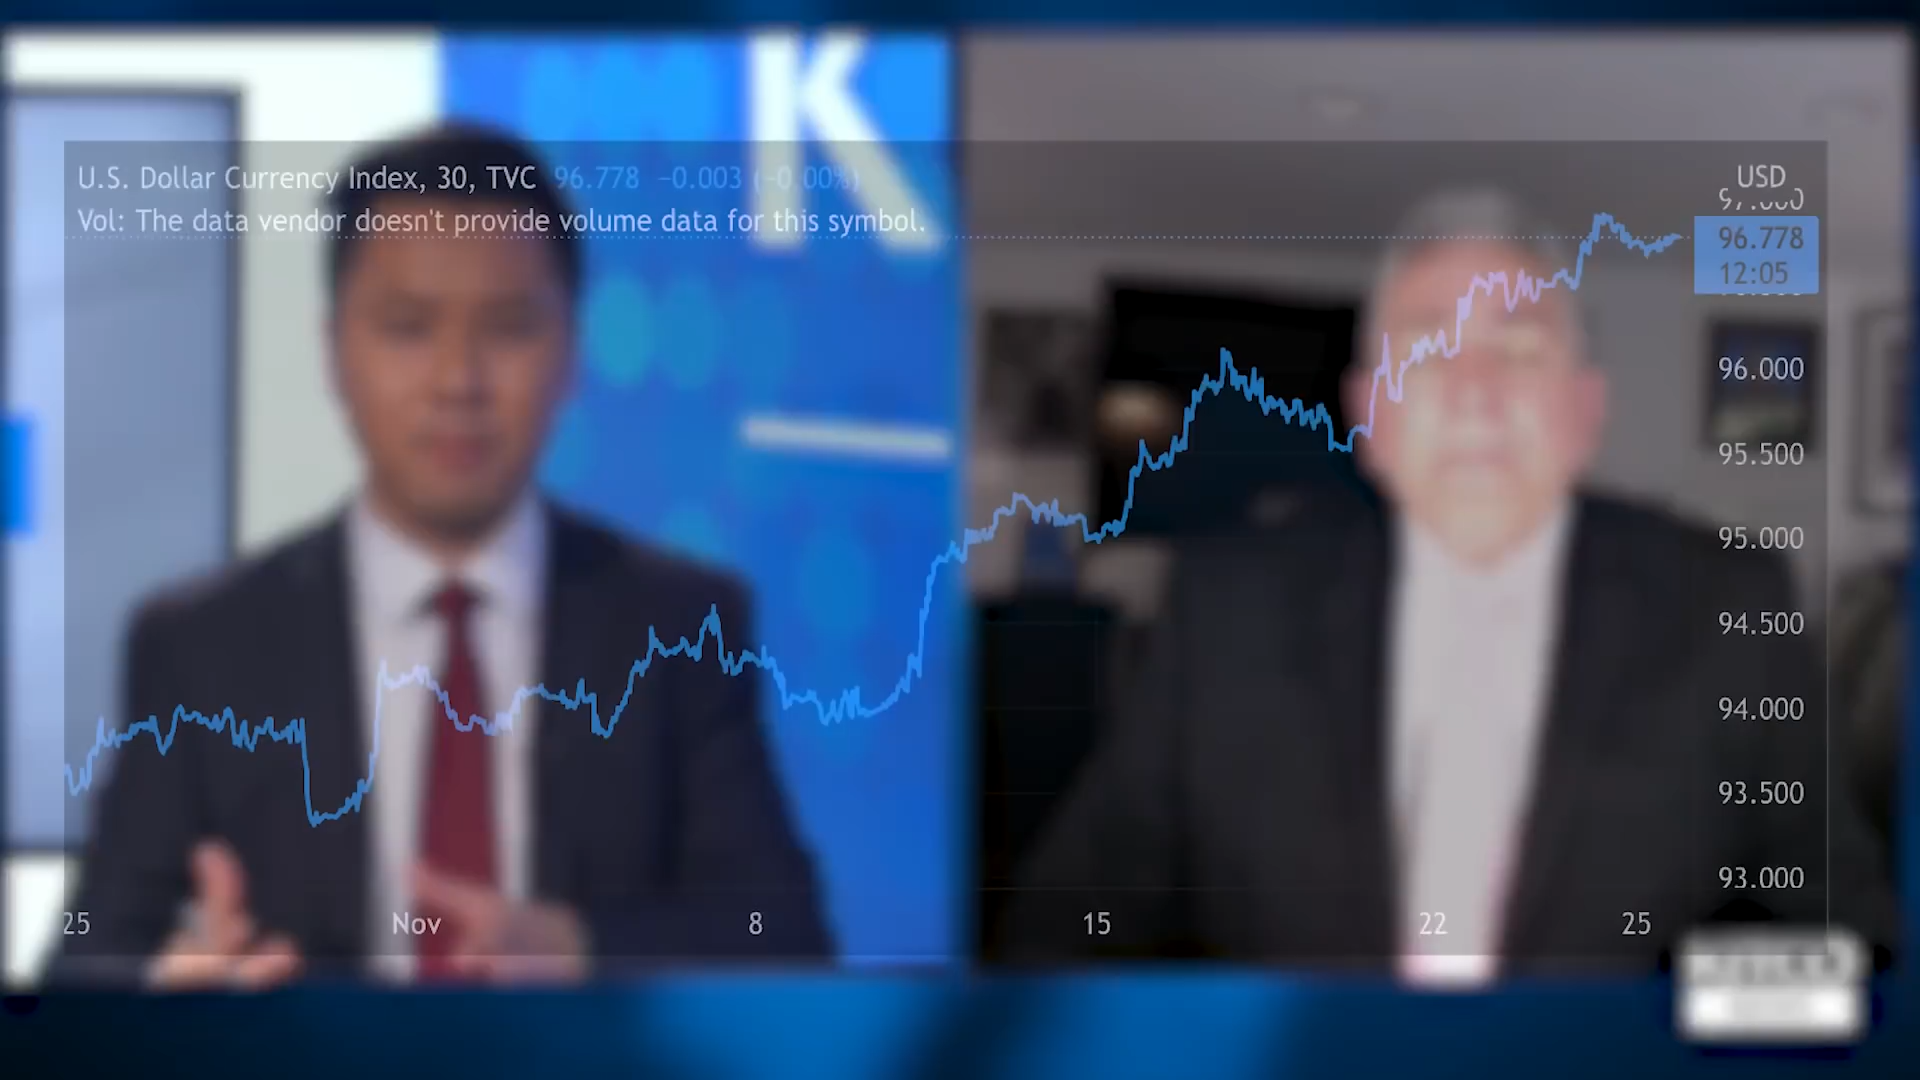 K
U.S. Dollar Currency Index, 30, TVC 96.778 −0.003 (−0.00%)
Vol: The data vendor doesn't provide volume data for this symbol.
USD
96.778
12:05
96.000
95.500
95.000
94.500
94.000
93.500
93.000
25 Nov 8 15 22 25